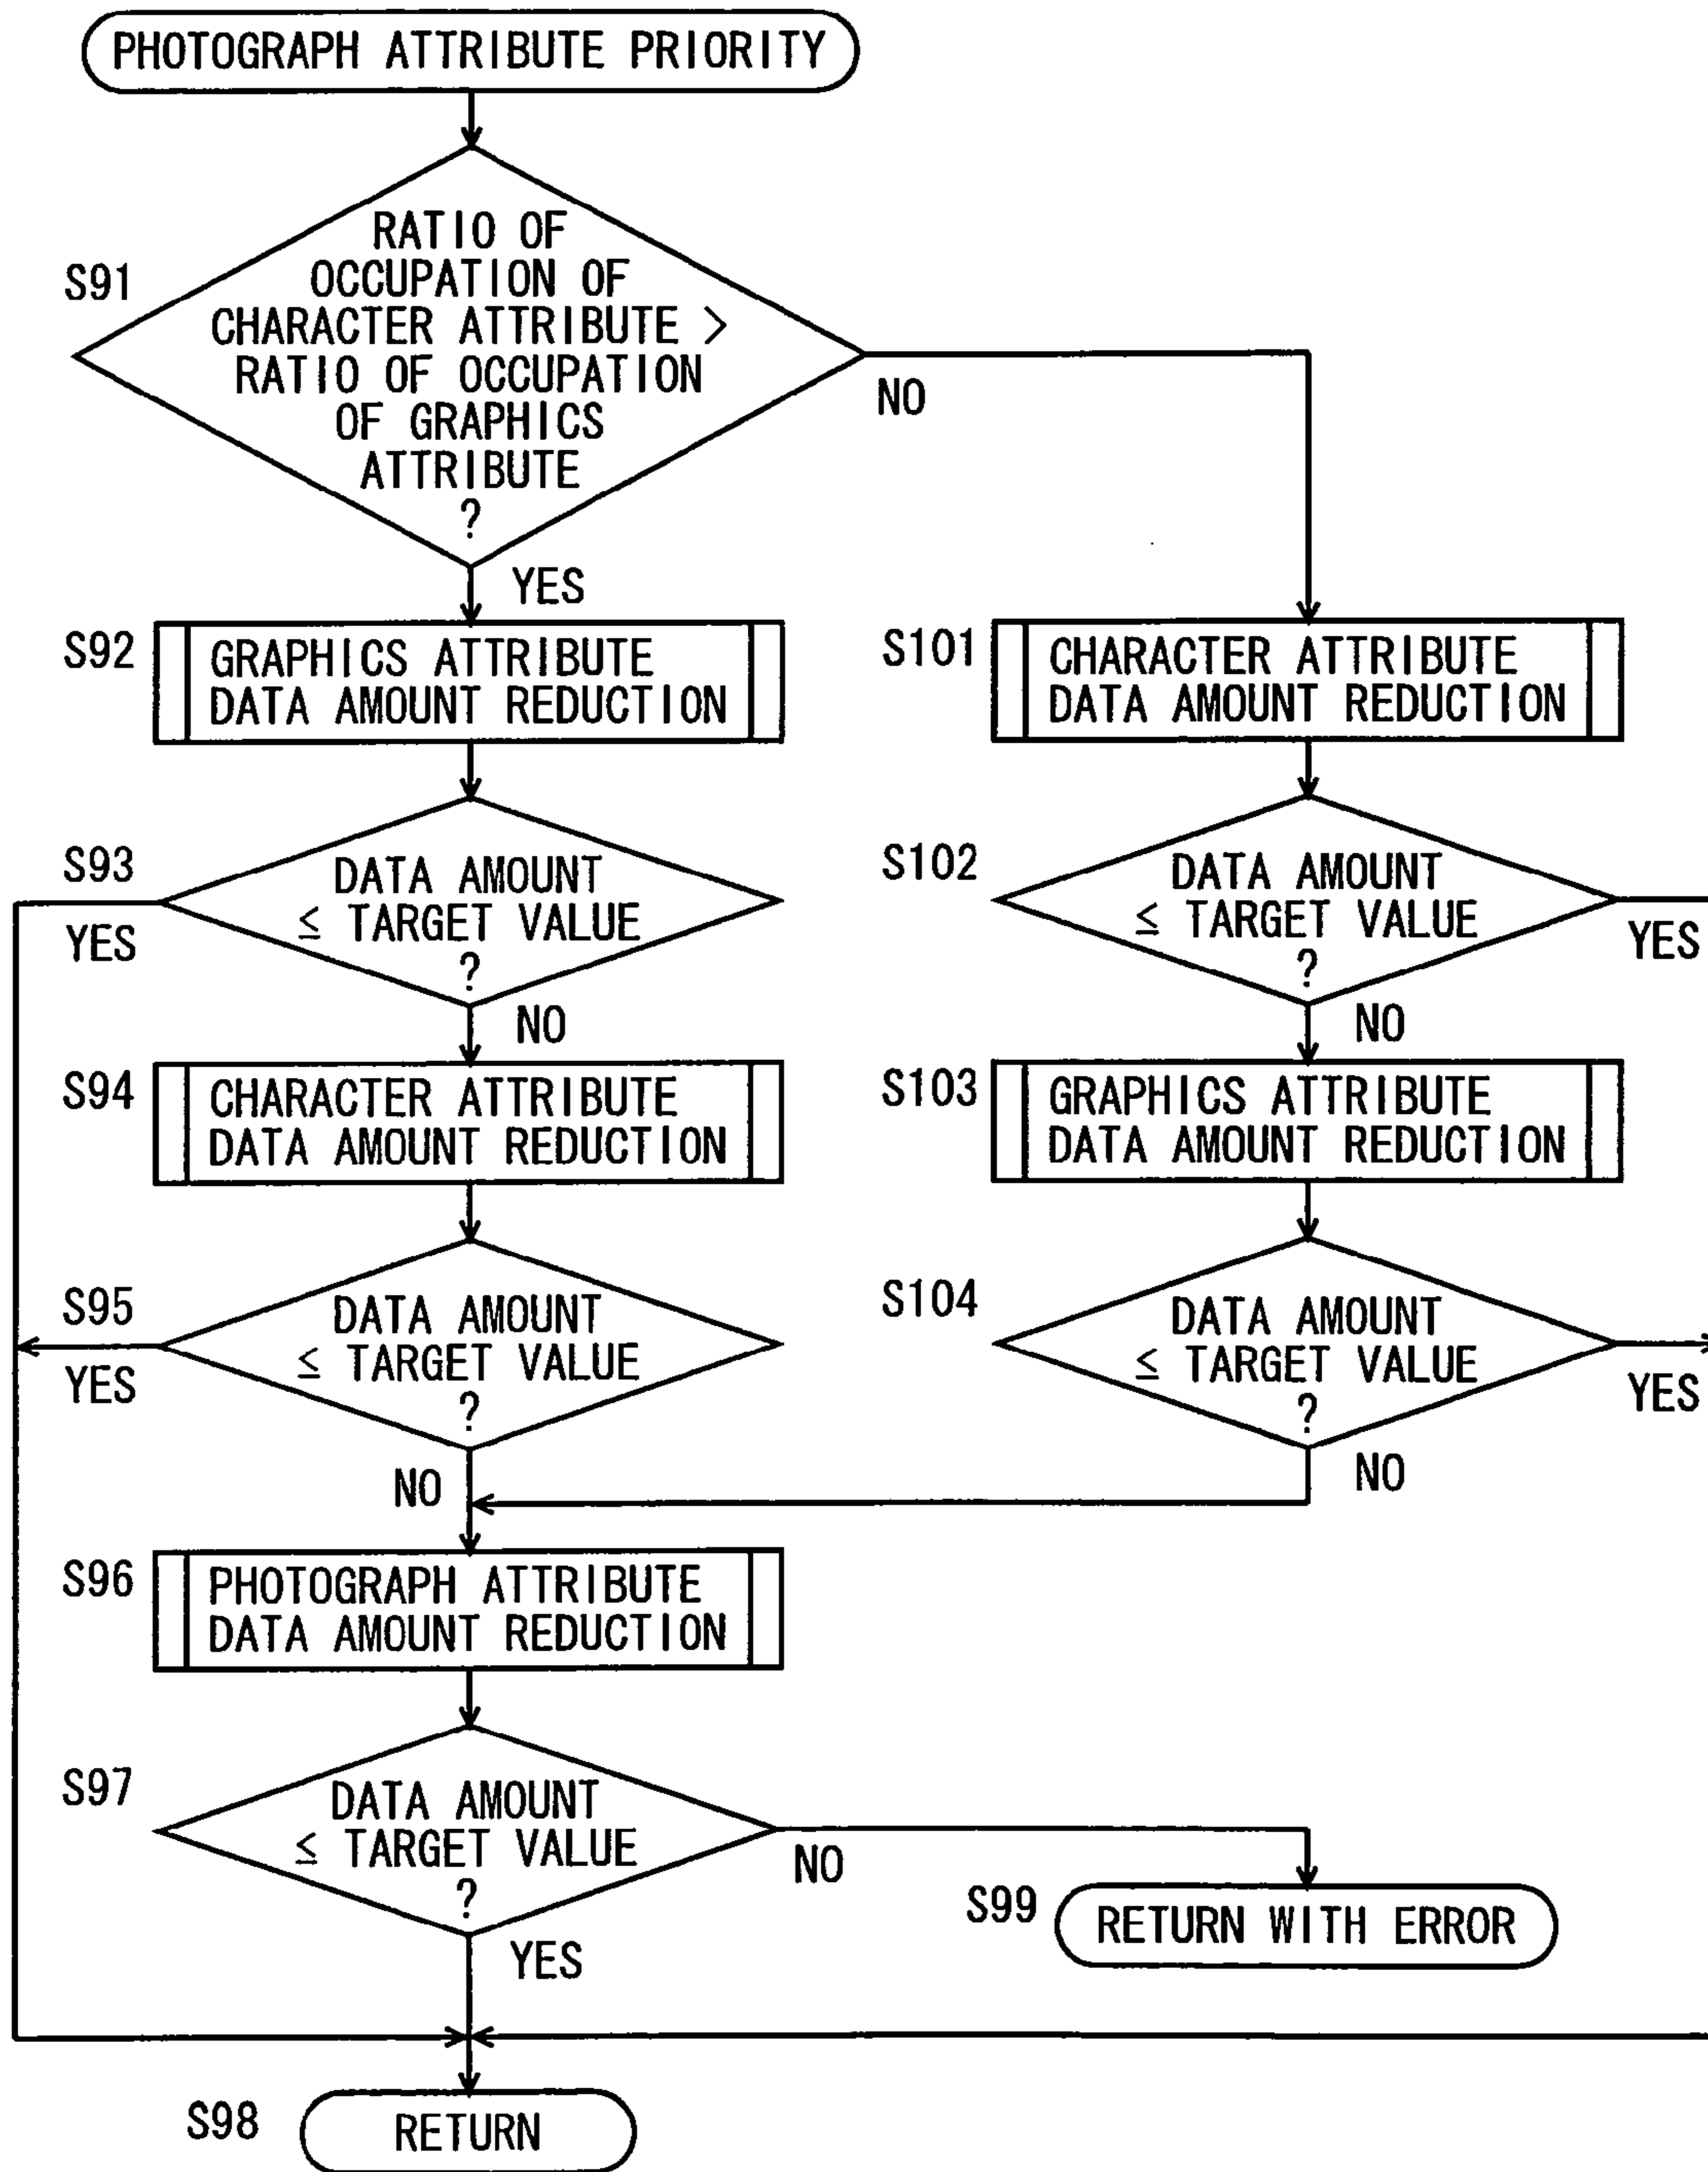 PHOTOGRAPH ATTRIBUTE PRIORITY
S91
RATIO OF
OCCUPATION OF
CHARACTER ATTRIBUTE >
RATIO OF OCCUPATION
OF GRAPHICS
ATTRIBUTE
?
NO
YES
S92
GRAPHICS ATTRIBUTE
DATA AMOUNT REDUCTION
S101
CHARACTER ATTRIBUTE
DATA AMOUNT REDUCTION
S93
DATA AMOUNT
≤ TARGET VALUE
?
YES
NO
S102
DATA AMOUNT
≤ TARGET VALUE
?
YES
NO
S94
CHARACTER ATTRIBUTE
DATA AMOUNT REDUCTION
S103
GRAPHICS ATTRIBUTE
DATA AMOUNT REDUCTION
S95
DATA AMOUNT
≤ TARGET VALUE
?
YES
NO
S104
DATA AMOUNT
≤ TARGET VALUE
?
YES
NO
S96
PHOTOGRAPH ATTRIBUTE
DATA AMOUNT REDUCTION
S97
DATA AMOUNT
≤ TARGET VALUE
?
NO
YES
S99
RETURN WITH ERROR
S98
RETURN